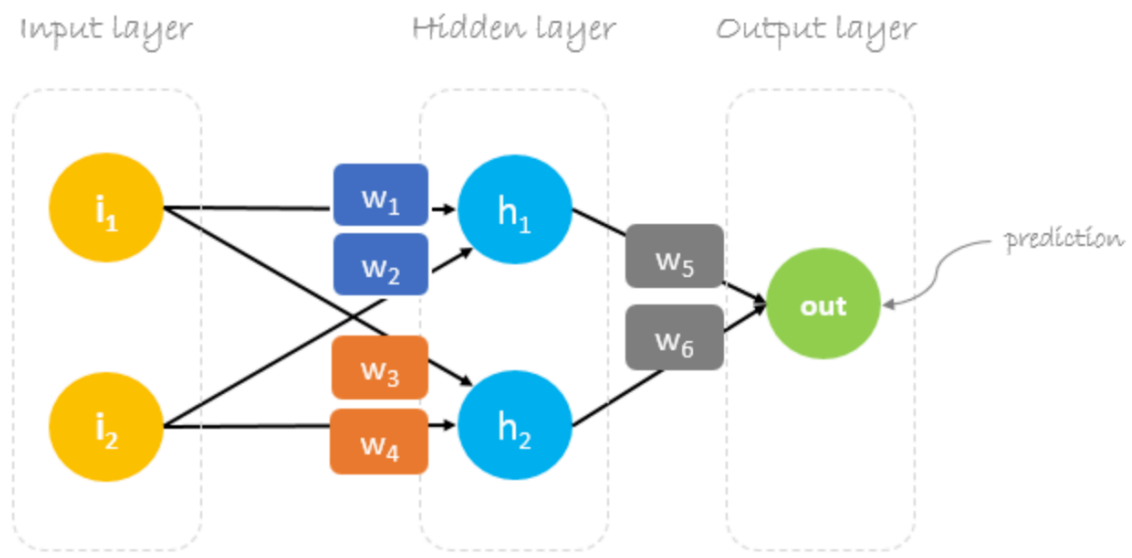 Input layer
Hidden layer
Output layer
i₁
w₁
h₁
w₂
w₅
prediction
out
w₃
w₆
i₂
w₄
h₂